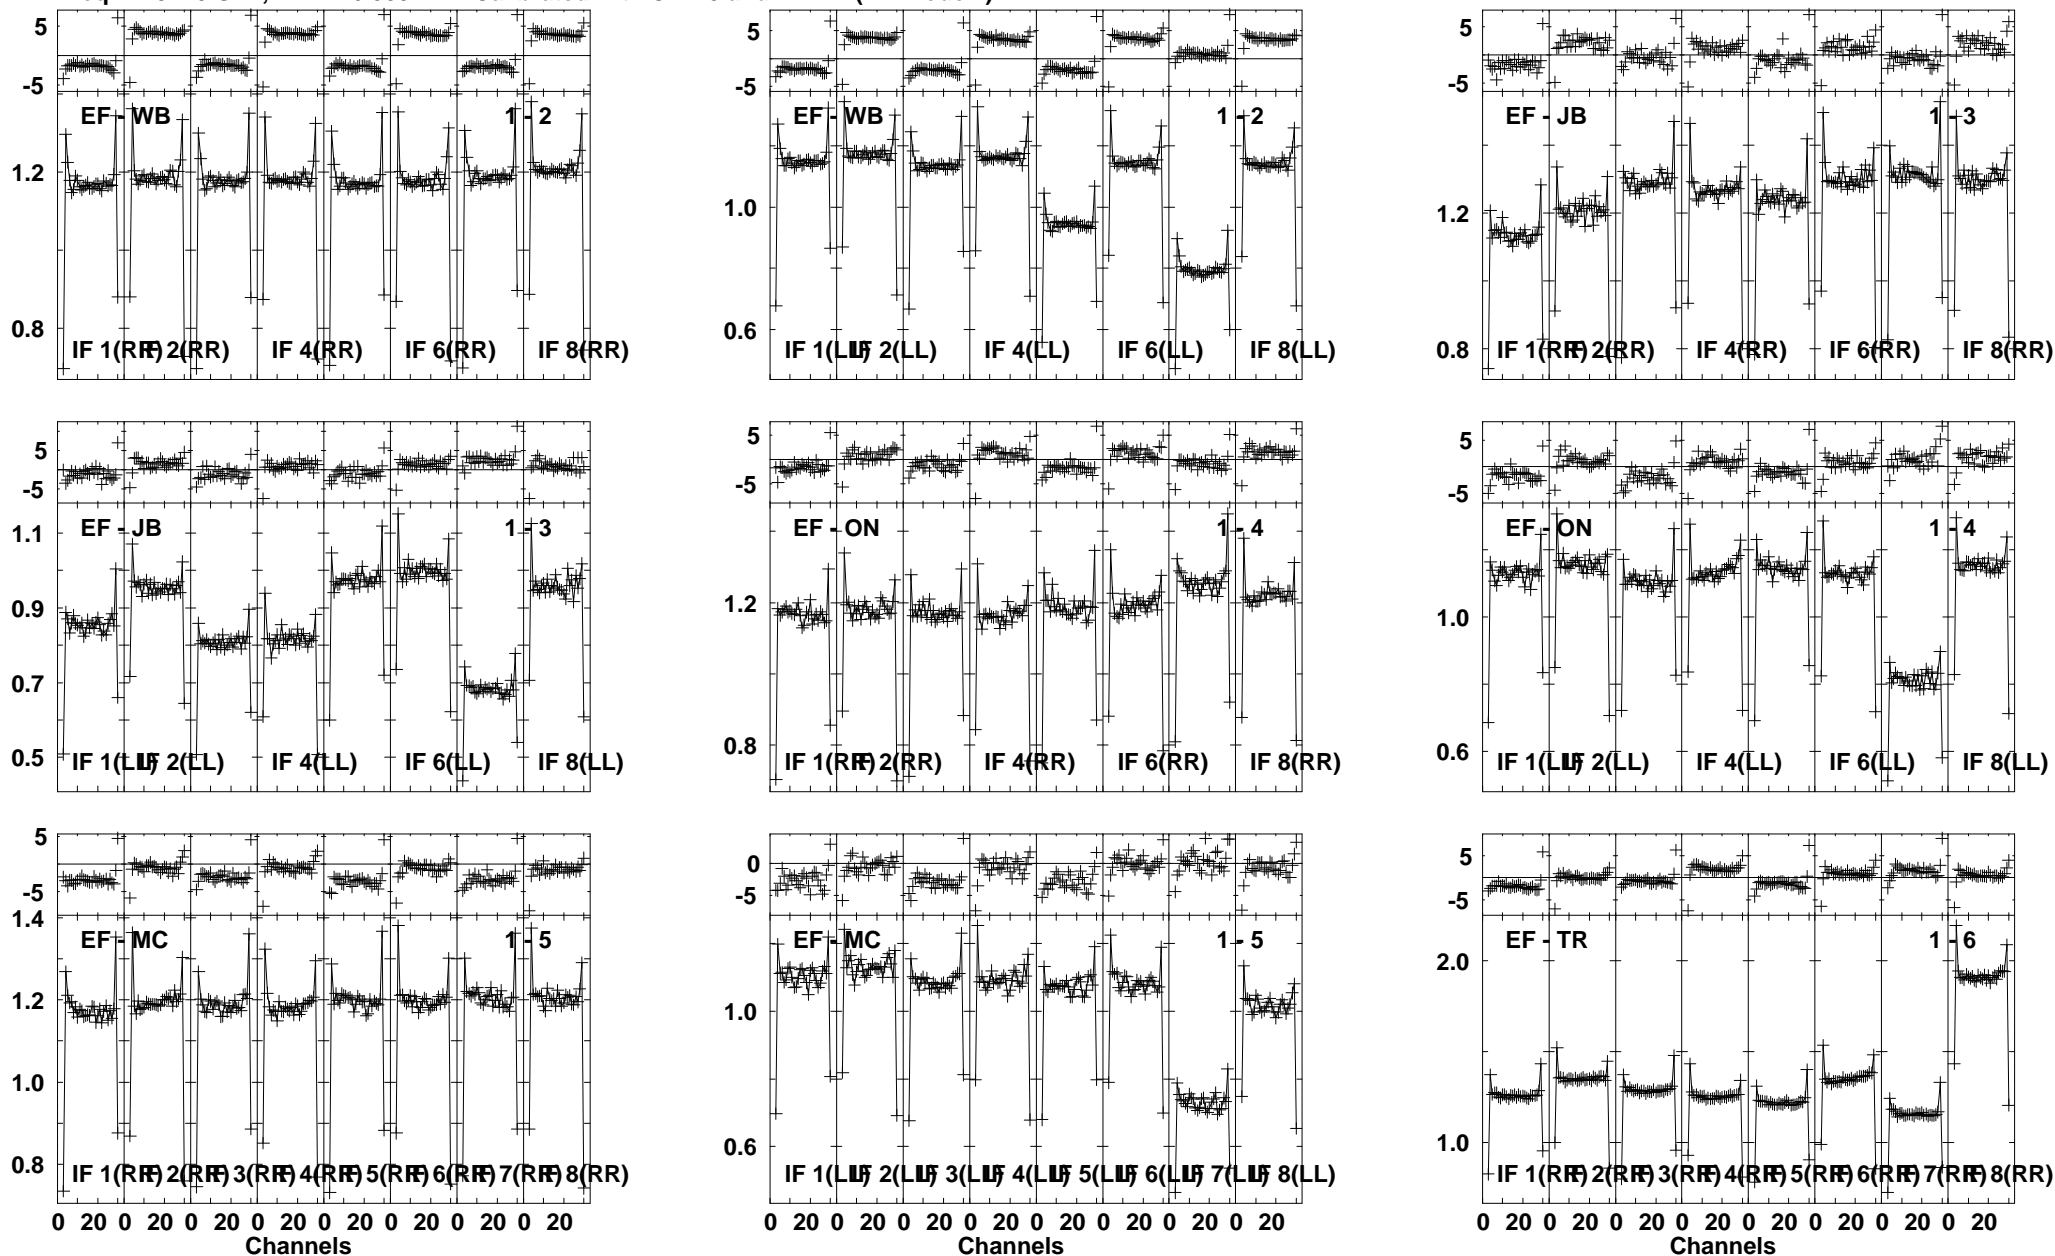 5 5 5
-5 -5 -5
EF - WB 1 - 2 EF - WB 1 - 2 EF - JB 1 - 3
1.2 1.0 1.2
0.8 0.6 0.8
IF 1(RR) IF 2(RR) IF 4(RR) IF 6(RR) IF 8(RR) IF 1(LL) IF 2(LL) IF 4(LL) IF 6(LL) IF 8(LL) IF 1(RR) IF 2(RR) IF 4(RR) IF 6(RR) IF 8(RR)
5 5 5
-5 -5 -5
EF - JB 1 - 3 EF - ON 1 - 4 EF - ON 1 - 4
1.1
0.9 1.2 1.0
0.7
0.5 0.8 0.6
IF 1(LL) IF 2(LL) IF 4(LL) IF 6(LL) IF 8(LL) IF 1(RR) IF 2(RR) IF 4(RR) IF 6(RR) IF 8(RR) IF 1(LL) IF 2(LL) IF 4(LL) IF 6(LL) IF 8(LL)
5 0 5
-5 -5 -5
1.4
EF - MC 1 - 5 EF - MC 1 - 5 EF - TR 1 - 6
1.2 1.0 2.0
1.0
0.8 0.6 1.0
IF 1(RR) IF 2(RR) IF 3(RR) IF 4(RR) IF 5(RR) IF 6(RR) IF 7(RR) IF 8(RR) IF 1(LL) IF 2(LL) IF 3(LL) IF 4(LL) IF 5(LL) IF 6(LL) IF 7(LL) IF 8(LL) IF 1(RR) IF 2(RR) IF 3(RR) IF 4(RR) IF 5(RR) IF 6(RR) IF 7(RR) IF 8(RR)
0 20 0 20 0 20 0 20 0 20 0 20 0 20 0 20 0 20 0 20 0 20 0 20 0 20 0 20 0 20 0 20 0 20 0 20 0 20 0 20 0 20 0 20 0 20 0 20
Channels Channels Channels